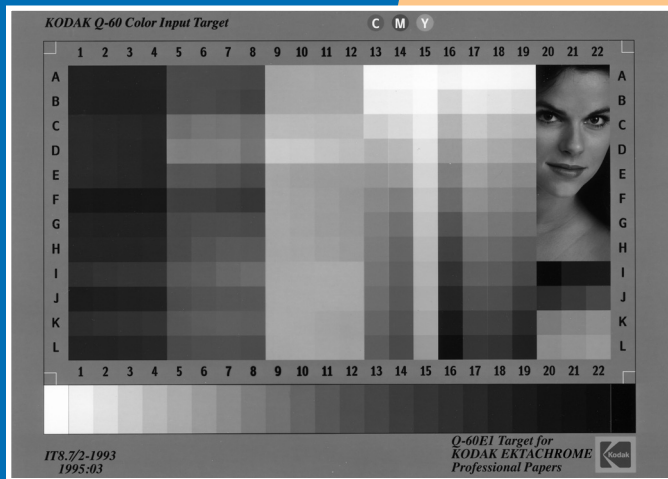 KODAK Q-60 Color Input Target
C M Y
1 2 3 4 5 6 7 8 9 10 11 12 13 14 15 16 17 18 19 20 21 22
A A
B B
C C
D D
E E
F F
G G
H H
I I
J J
K K
L L
1 2 3 4 5 6 7 8 9 10 11 12 13 14 15 16 17 18 19 20 21 22
IT8.7/2-1993
1995:03
Q-60E1 Target for
KODAK EKTACHROME
Professional Papers
Kodak